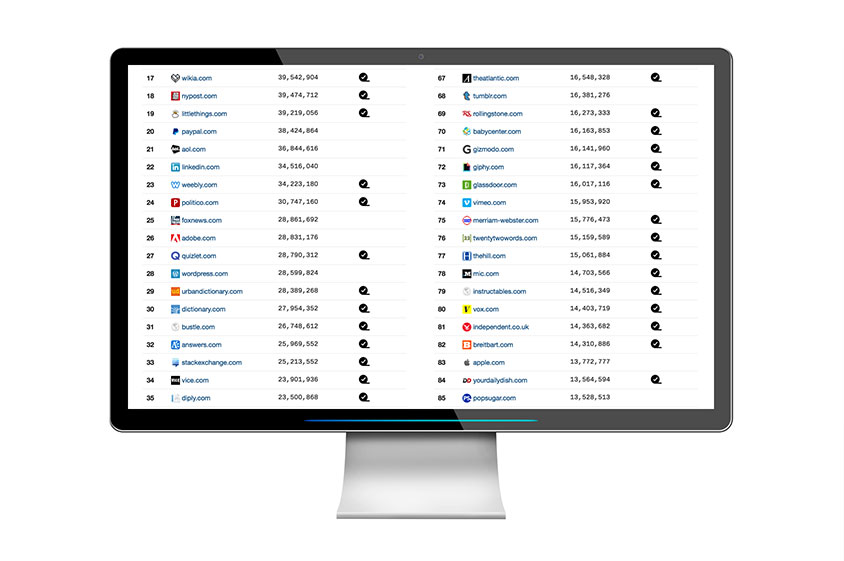 17 wikia.com 39,542,904
18 nypost.com 39,474,712
19 littlethings.com 39,219,056
20 paypal.com 38,424,864
21 aol.com 36,844,616
22 linkedin.com 34,516,040
23 weebly.com 34,223,180
24 politico.com 30,747,160
25 foxnews.com 28,861,692
26 adobe.com 28,831,176
27 quizlet.com 28,790,312
28 wordpress.com 28,599,824
29 urbandictionary.com 28,389,268
30 dictionary.com 27,954,352
31 bustle.com 26,748,612
32 answers.com 25,969,552
33 stackexchange.com 25,213,552
34 vice.com 23,901,936
35 diply.com 23,500,868
67 theatlantic.com 16,548,328
68 tumblr.com 16,381,276
69 rollingstone.com 16,273,333
70 babycenter.com 16,163,853
71 gizmodo.com 16,141,960
72 giphy.com 16,117,364
73 glassdoor.com 16,017,116
74 vimeo.com 15,953,920
75 merriam-webster.com 15,776,473
76 twentytwowords.com 15,159,589
77 thehill.com 15,061,884
78 mic.com 14,703,566
79 instructables.com 14,516,349
80 vox.com 14,403,719
81 independent.co.uk 14,363,682
82 breitbart.com 14,310,886
83 apple.com 13,772,777
84 yourdailydish.com 13,564,594
85 popsugar.com 13,528,513